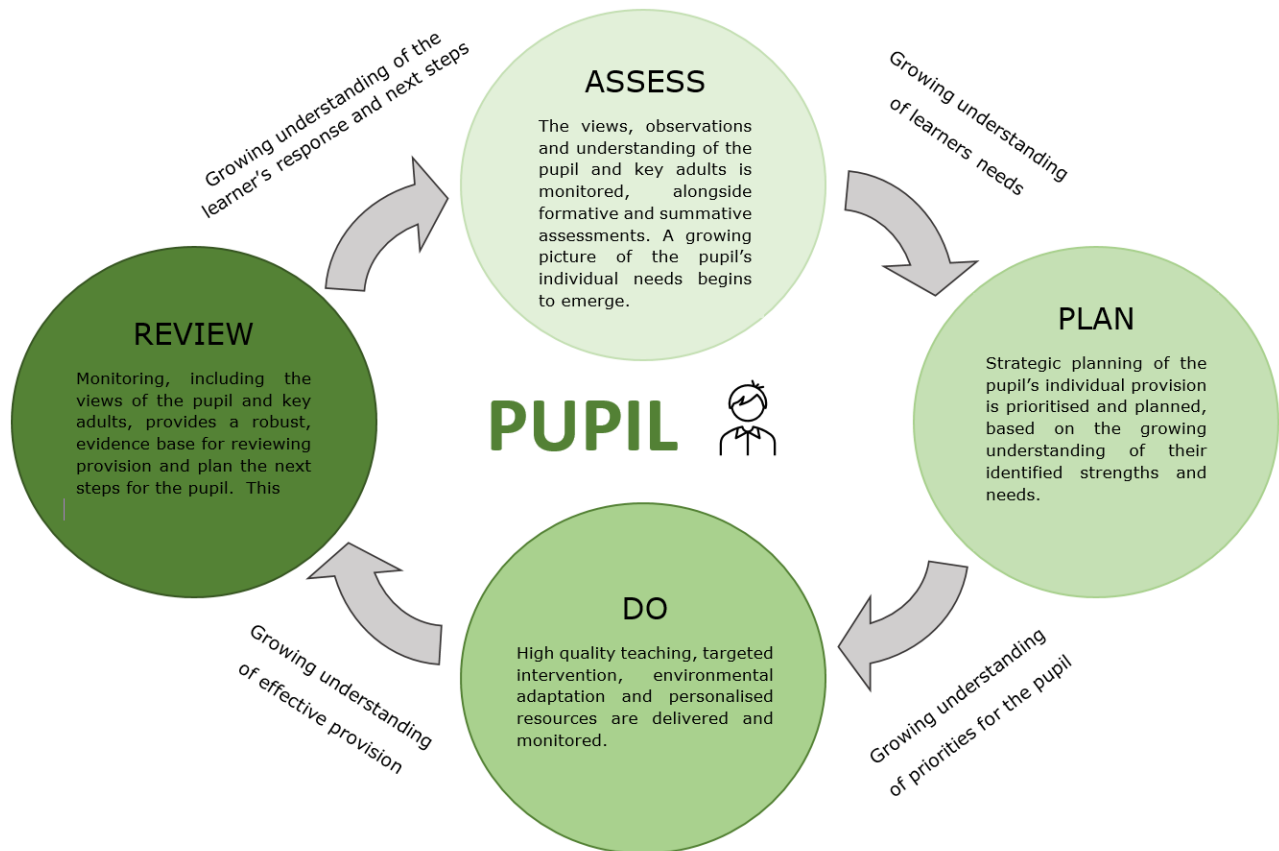 Growing understanding of the
learner's response and next steps
ASSESS
The views, observations
and understanding of the
pupil and key adults is
monitored, alongside
formative and summative
assessments. A growing
picture of the pupil's
individual needs begins
to emerge.
Growing understanding
of learners needs
PLAN
Strategic planning of the
pupil's individual provision
is prioritised and planned,
based on the growing
understanding of their
identified strengths and
needs.
Growing understanding
of priorities for the pupil
DO
High quality teaching, targeted
intervention, environmental
adaptation and personalised
resources are delivered and
monitored.
Growing understanding
of effective provision
REVIEW
Monitoring, including the
views of the pupil and key
adults, provides a robust,
evidence base for reviewing
provision and plan the next
steps for the pupil. This
PUPIL